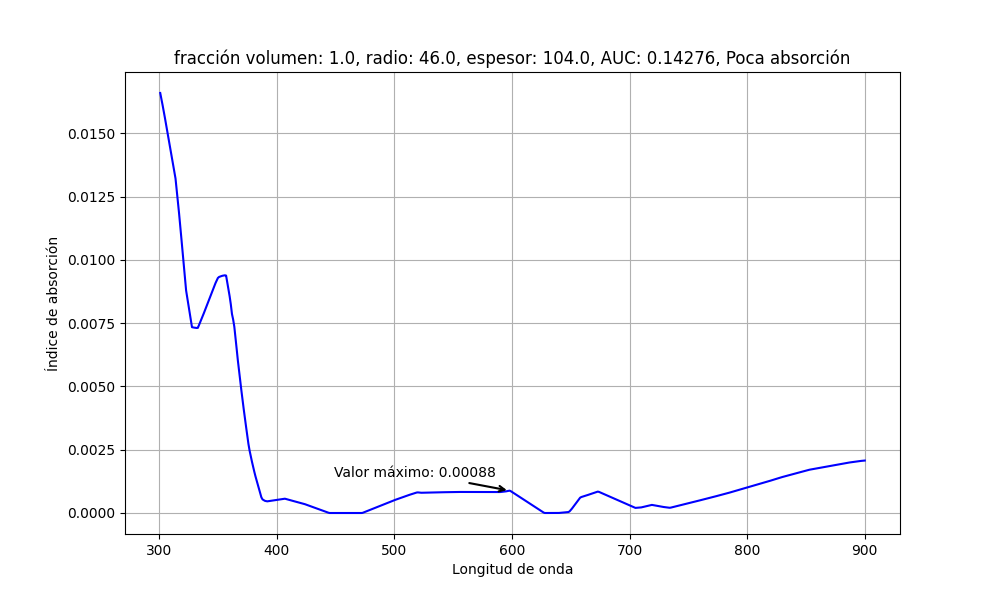 fracción volumen: 1.0, radio: 46.0, espesor: 104.0, AUC: 0.14276, Poca absorción
Índice de absorción
0.0150
0.0125
0.0100
0.0075
0.0050
0.0025
0.0000
Valor máximo: 0.00088
300 400 500 600 700 800 900
Longitud de onda